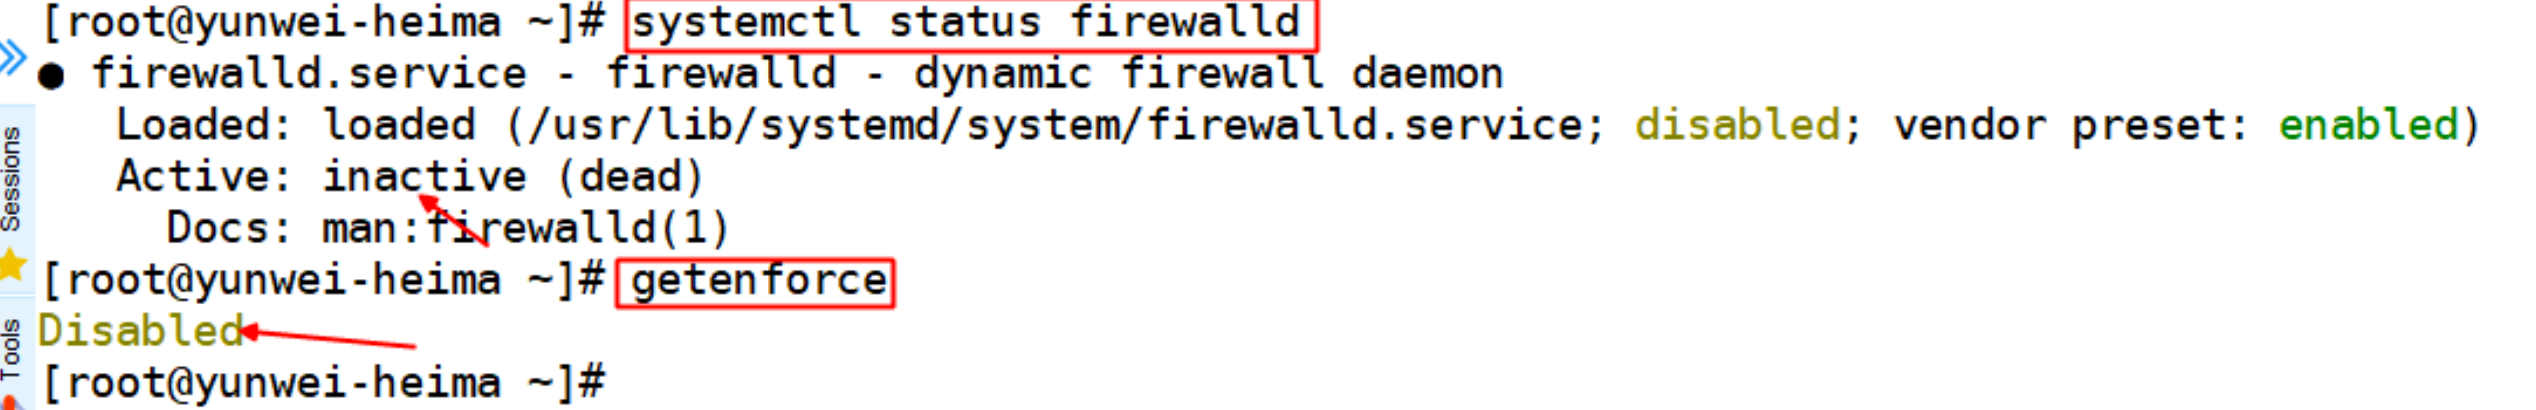 [root@yunwei-heima ~]# systemctl status firewalld
● firewalld.service - firewalld - dynamic firewall daemon
Loaded: loaded (/usr/lib/systemd/system/firewalld.service; disabled; vendor preset: enabled)
Active: inactive (dead)
Docs: man:firewalld(1)
[root@yunwei-heima ~]# getenforce
Disabled
[root@yunwei-heima ~]#
Sessions
Tools